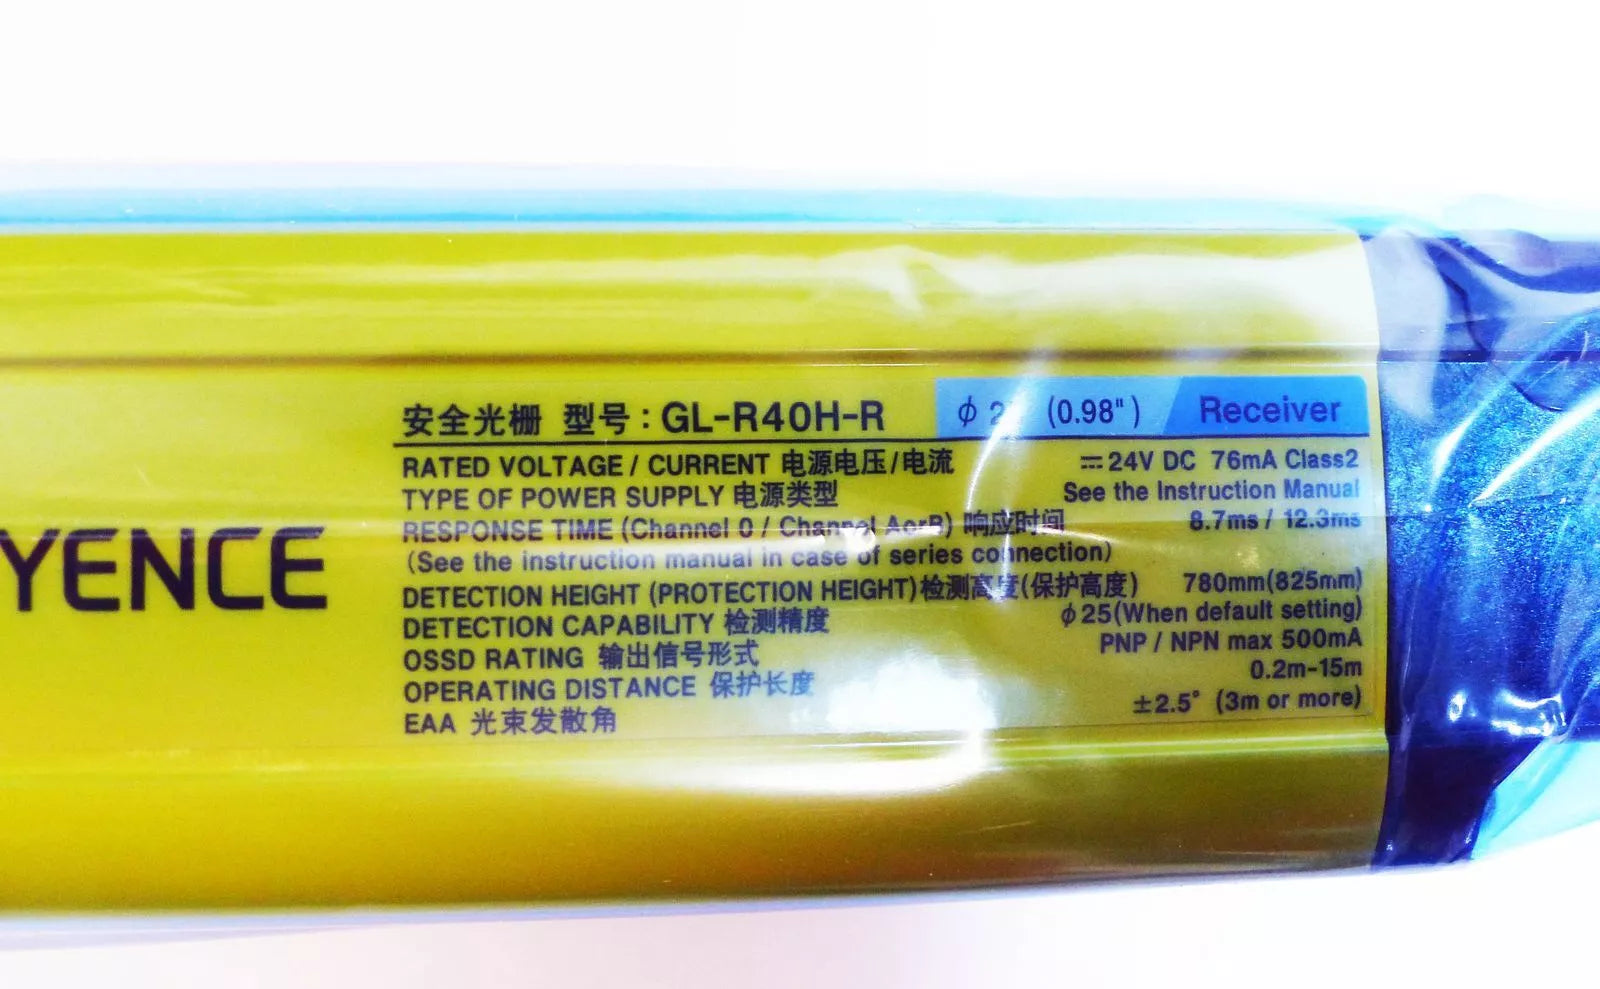 YENCE
安全光栅 型号：GL-R40H-R
φ 2 (0.98") Receiver
RATED VOLTAGE / CURRENT 电源电压/电流 ⎓24V DC 76mA Class2
TYPE OF POWER SUPPLY 电源类型 See the Instruction Manual
RESPONSE TIME (Channel 0 / Channel AorB) 响应时间 8.7ms / 12.3ms
(See the instruction manual in case of series connection)
DETECTION HEIGHT (PROTECTION HEIGHT)检测高度(保护高度) 780mm(825mm)
DETECTION CAPABILITY 检测精度 φ25(When default setting)
OSSD RATING 输出信号形式 PNP / NPN max 500mA
OPERATING DISTANCE 保护长度 0.2m-15m
EAA 光束发散角 ±2.5° (3m or more)